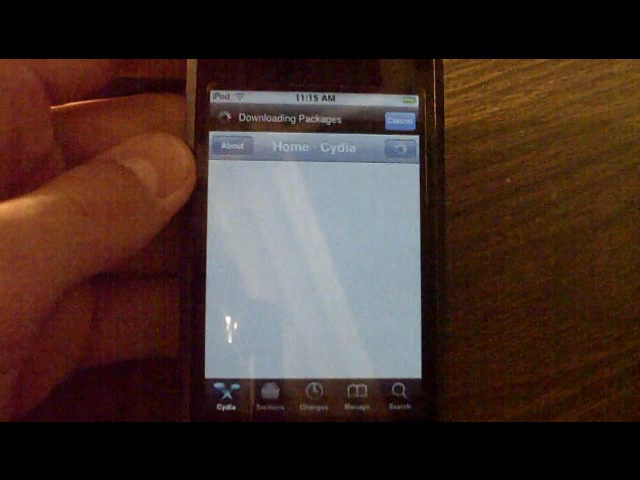 iPod 11:15 AM
Downloading Packages Cancel
About Home - Cydia
Cydia Sections Changes Manage Search